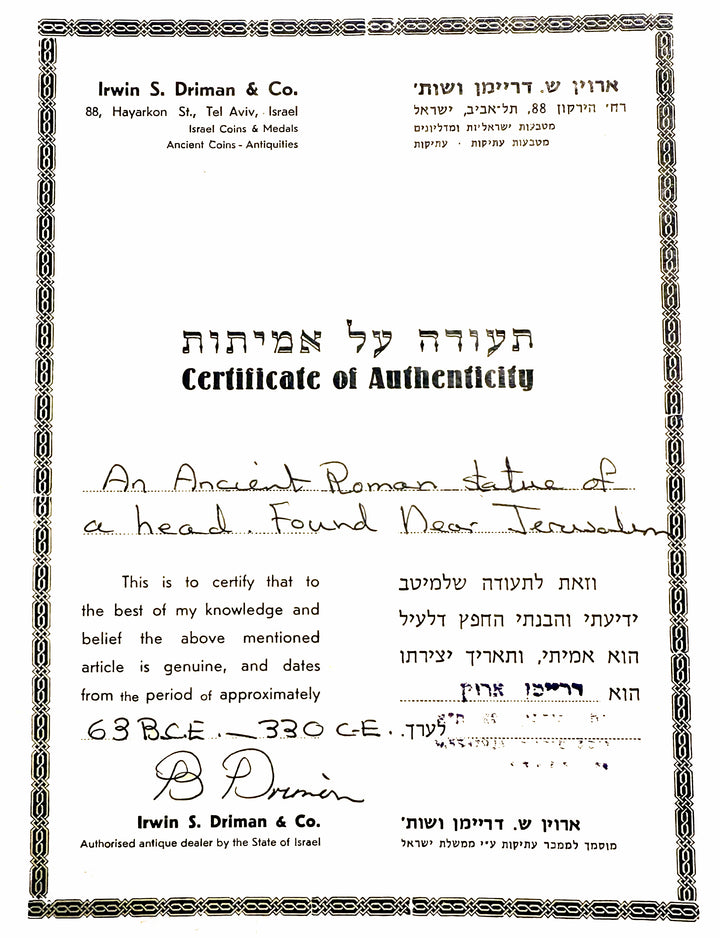 Irwin S. Driman & Co.
88, Hayarkon St., Tel Aviv, Israel
Israel Coins & Medals
Ancient Coins - Antiquities
ארוין ש. דריימן ושות'
רח' הירקון 88, תל-אביב, ישראל
מטבעות ישראליות ומדליונים
מטבעות עתיקות · עתיקות
תעודה על אמיתות
Certificate of Authenticity
An Ancient Roman statue of
a head. Found Near Jerusalem
This is to certify that to
the best of my knowledge and
belief the above mentioned
article is genuine, and dates
from the period of approximately
63 B.C.E. — 330 C.E.
וזאת לתעודה שלמיטב
ידיעתי והבנתי החפץ דלעיל
הוא אמיתי, ותאריך יצירתו
הוא דריימן ארוין
לערך.
B Driman
Irwin S. Driman & Co.
Authorised antique dealer by the State of Israel
ארוין ש. דריימן ושות'
מוסמך לממכר עתיקות ע״י ממשלת ישראל